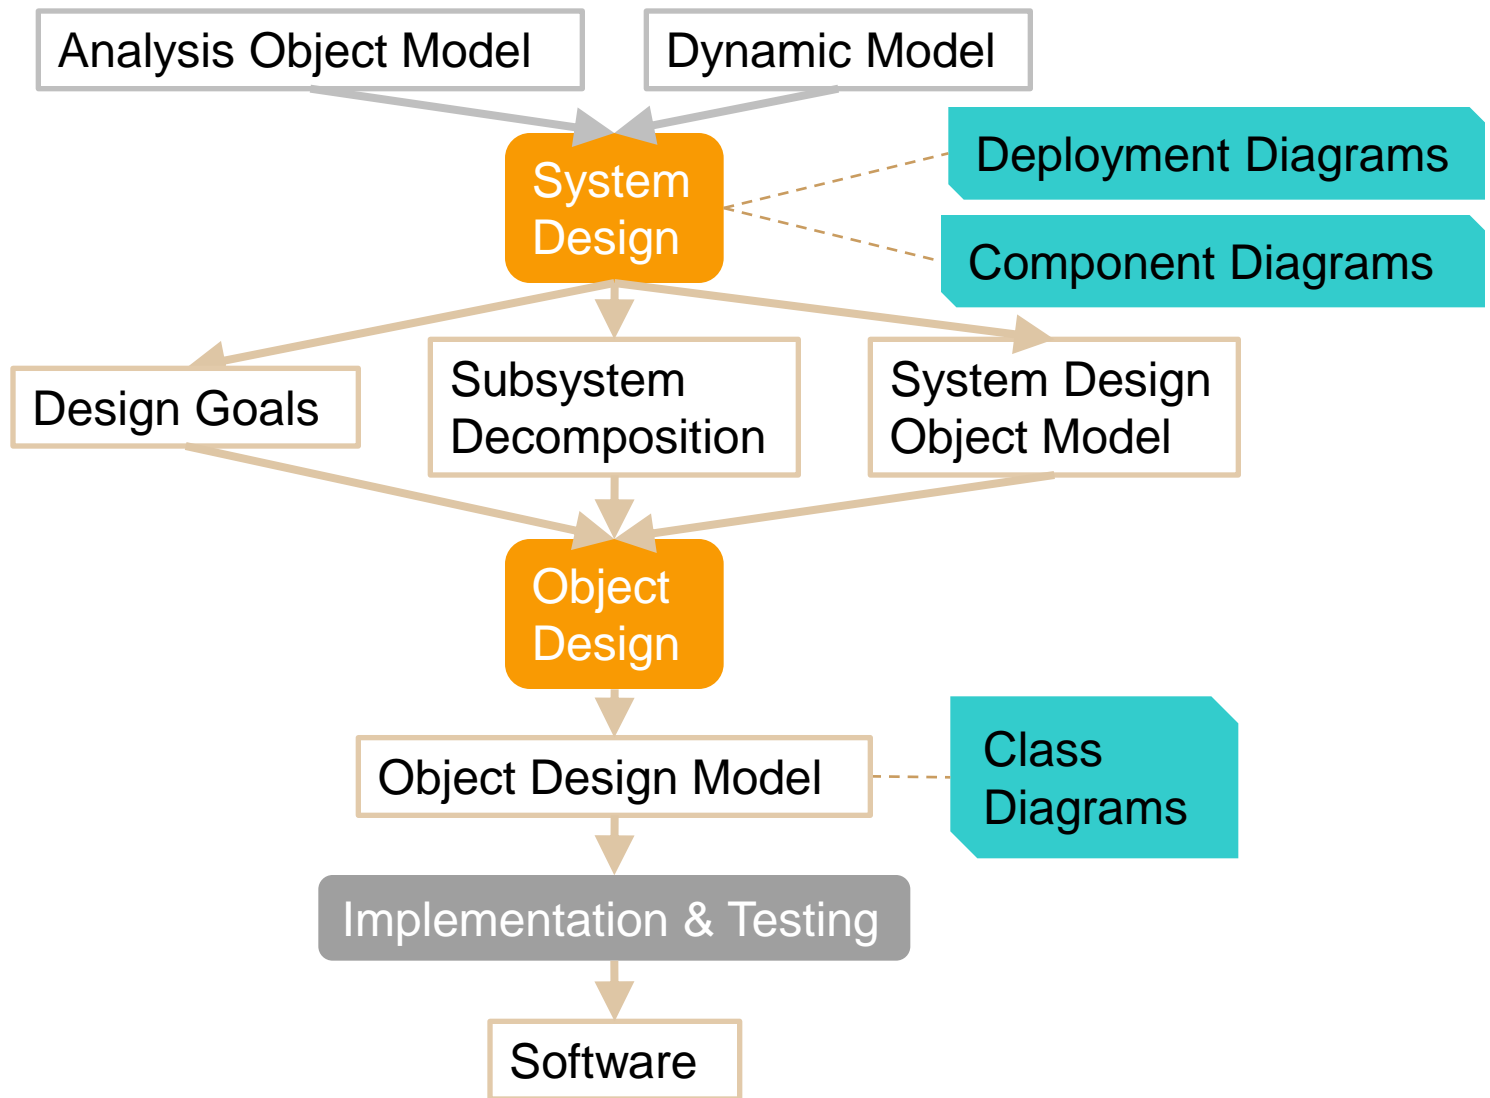 Analysis Object Model
Dynamic Model
Deployment Diagrams
System
Design
Component Diagrams
Design Goals
Subsystem
Decomposition
System Design
Object Model
Object
Design
Object Design Model
Class
Diagrams
Implementation & Testing
Software